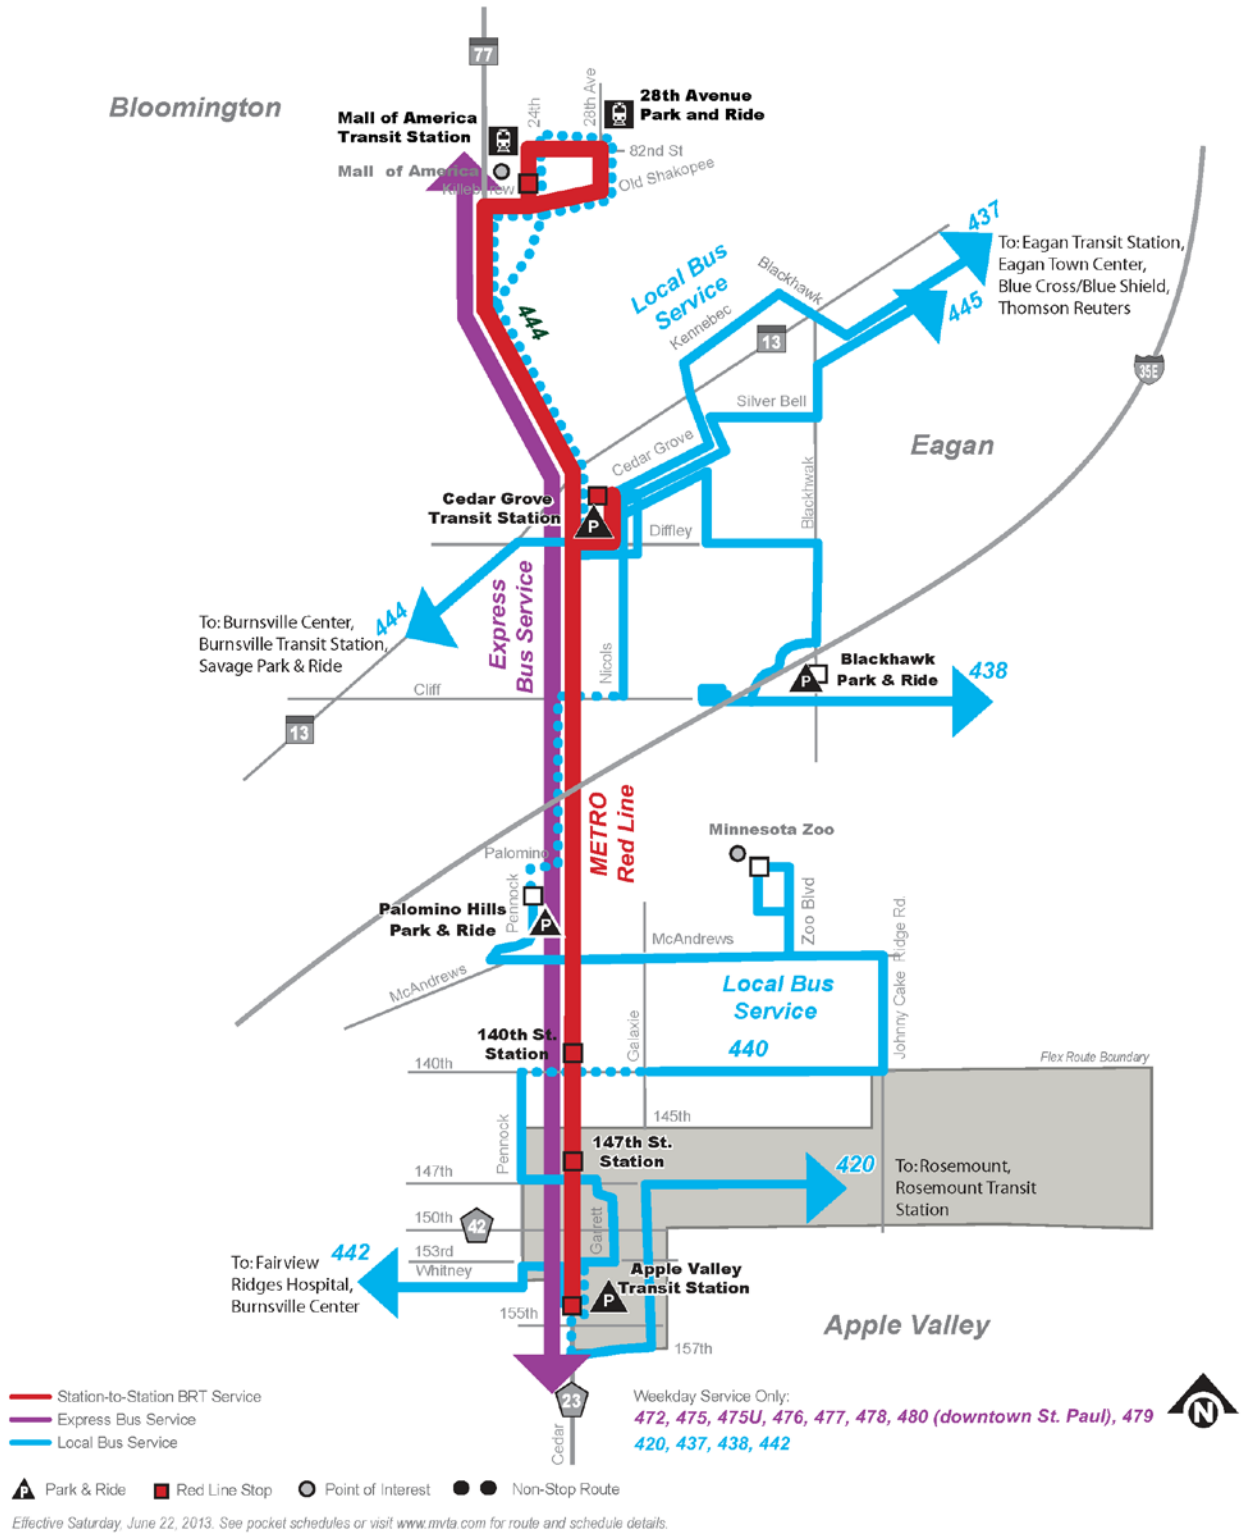 77
Bloomington
24th
28th Ave
28th Avenue
Park and Ride
Mall of America
Transit Station
82nd St
Mall of America
Killebrew
Old Shakopee
437
To: Eagan Transit Station,
Eagan Town Center,
Blue Cross/Blue Shield,
Thomson Reuters
Local Bus
Service
Blackhawk
Kennebec
445
444
13
35E
Silver Bell
Eagan
Cedar Grove
Cedar Grove
Transit Station
P
Diffley
Blackhwak
Express
Bus Service
444
To: Burnsville Center,
Burnsville Transit Station,
Savage Park & Ride
Nicols
Blackhawk
Park & Ride
P
438
Cliff
13
METRO
Red Line
Minnesota Zoo
Palomino
Pennock
Zoo Blvd
Palomino Hills
Park & Ride
P
McAndrews
McAndrews
Johnny Cake Ridge Rd.
Local Bus
Service
440
140th St.
Station
Galaxie
140th
Flex Route Boundary
145th
Pennock
147th St.
Station
147th
420
To: Rosemount,
Rosemount Transit
Station
150th
42
Garrett
153rd
Whitney
442
To: Fairview
Ridges Hospital,
Burnsville Center
Apple Valley
Transit Station
P
155th
157th
Apple Valley
23
Cedar
Station-to-Station BRT Service
Express Bus Service
Local Bus Service
Weekday Service Only:
472, 475, 475U, 476, 477, 478, 480 (downtown St. Paul), 479
420, 437, 438, 442
N
P Park & Ride Red Line Stop Point of Interest Non-Stop Route
Effective Saturday, June 22, 2013. See pocket schedules or visit www.mvta.com for route and schedule details.